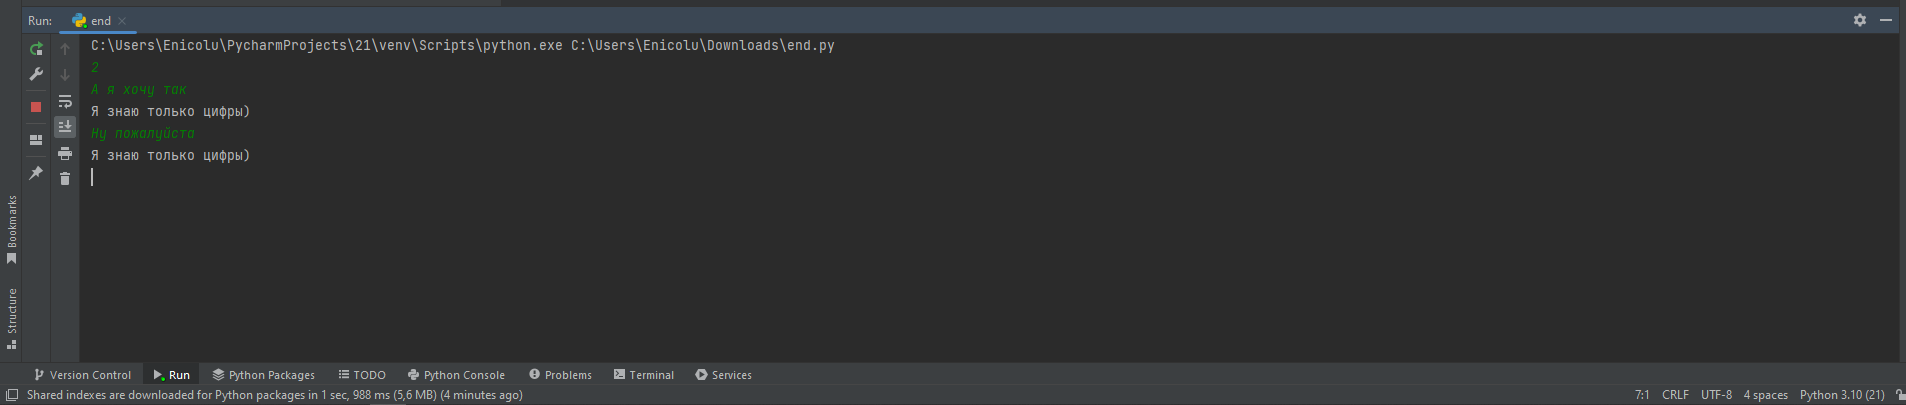 Run: end
C:\Users\Enicolu\PycharmProjects\21\venv\Scripts\python.exe C:\Users\Enicolu\Downloads\end.py
2
А я хочу так
Я знаю только цифры)
Ну пожалуйста
Я знаю только цифры)
Bookmarks
Structure
Version Control Run Python Packages TODO Python Console Problems Terminal Services
Shared indexes are downloaded for Python packages in 1 sec, 988 ms (5,6 MB) (4 minutes ago) 7:1 CRLF UTF-8 4 spaces Python 3.10 (21)